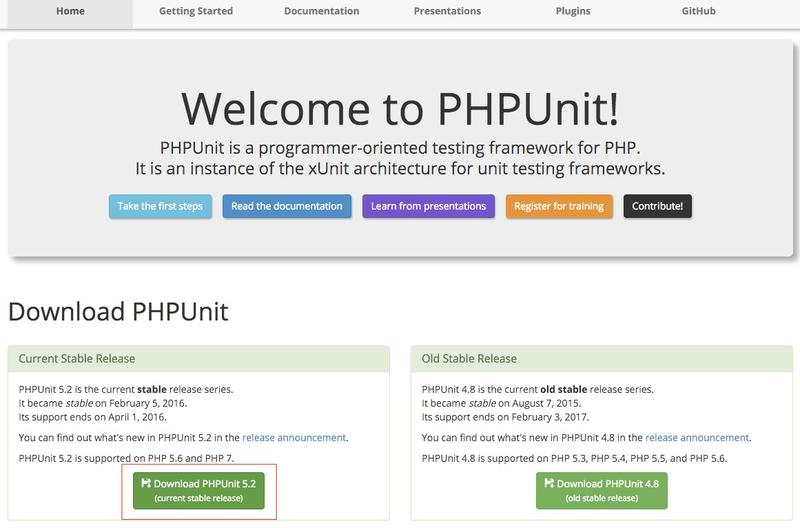 Home Getting Started Documentation Presentations Plugins GitHub
Welcome to PHPUnit!
PHPUnit is a programmer-oriented testing framework for PHP.
It is an instance of the xUnit architecture for unit testing frameworks.
Take the first steps Read the documentation Learn from presentations Register for training Contribute!
Download PHPUnit
Current Stable Release
PHPUnit 5.2 is the current stable release series.
It became stable on February 5, 2016.
Its support ends on April 1, 2016.
You can find out what's new in PHPUnit 5.2 in the release announcement.
PHPUnit 5.2 is supported on PHP 5.6 and PHP 7.
Download PHPUnit 5.2
(current stable release)
Old Stable Release
PHPUnit 4.8 is the current old stable release series.
It became stable on August 7, 2015.
Its support ends on February 3, 2017.
You can find out what's new in PHPUnit 4.8 in the release announcement.
PHPUnit 4.8 is supported on PHP 5.3, PHP 5.4, PHP 5.5, and PHP 5.6.
Download PHPUnit 4.8
(old stable release)